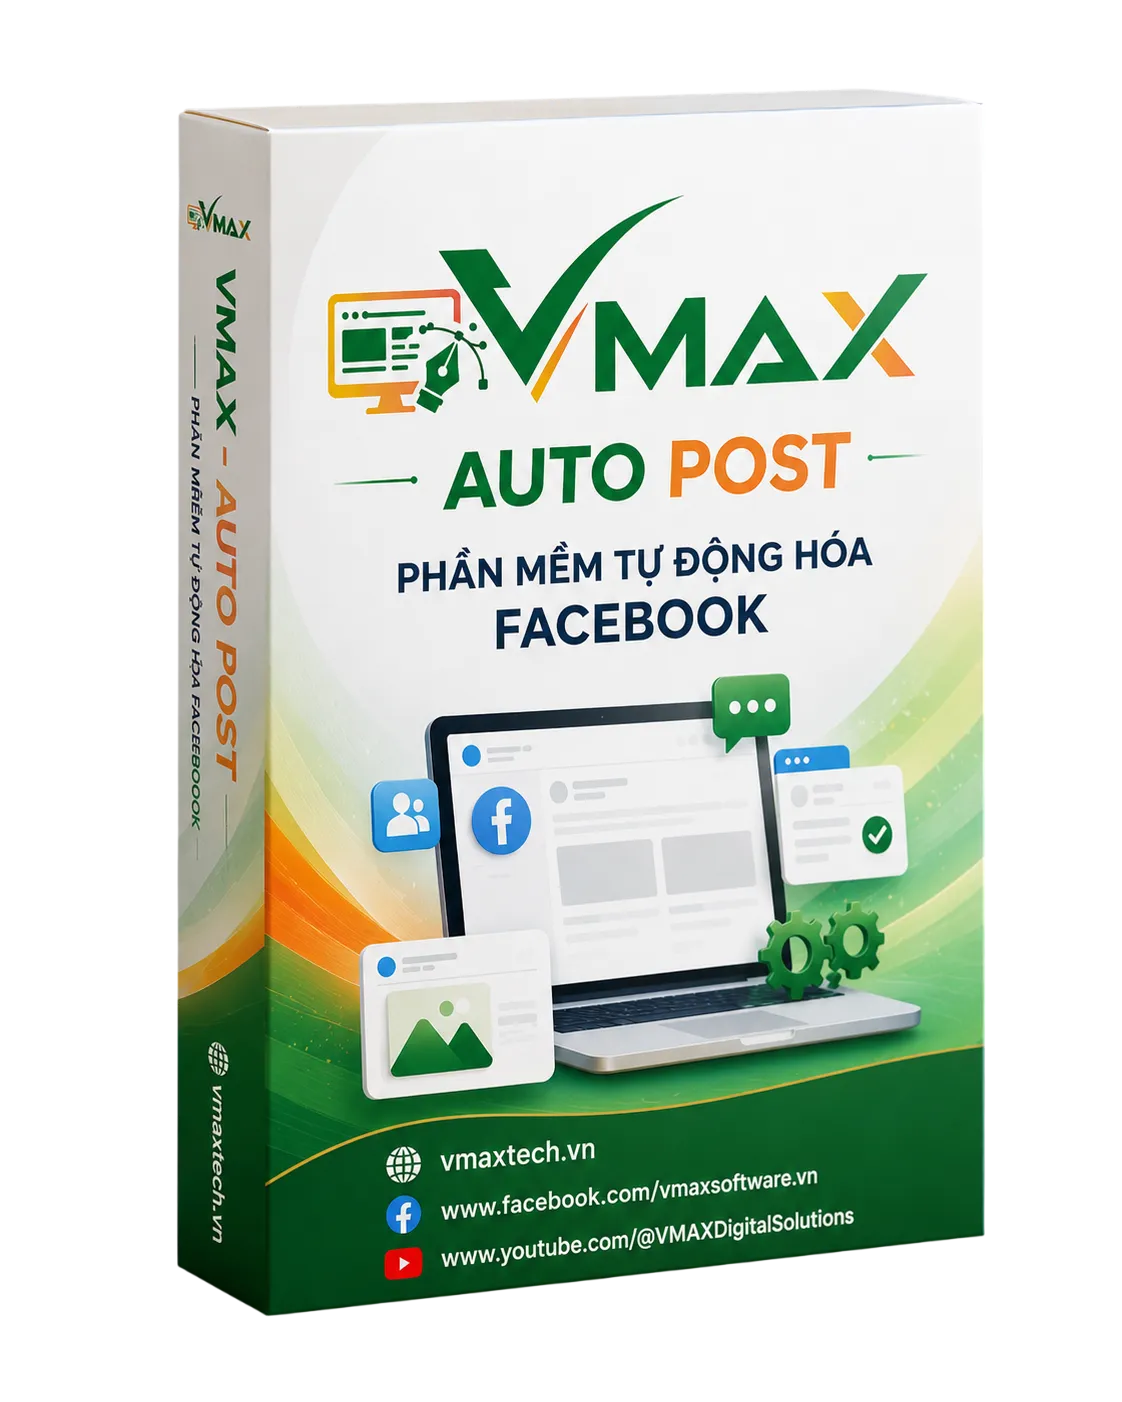 VMAX
VMAX - AUTO POST
PHẦN MỀM TỰ ĐỘNG HÓA FACEBOOK
vmaxtech.vn
VMAX
AUTO POST
PHẦN MỀM TỰ ĐỘNG HÓA
FACEBOOK
vmaxtech.vn
www.facebook.com/vmaxsoftware.vn
www.youtube.com/@VMAXDigitalSolutions